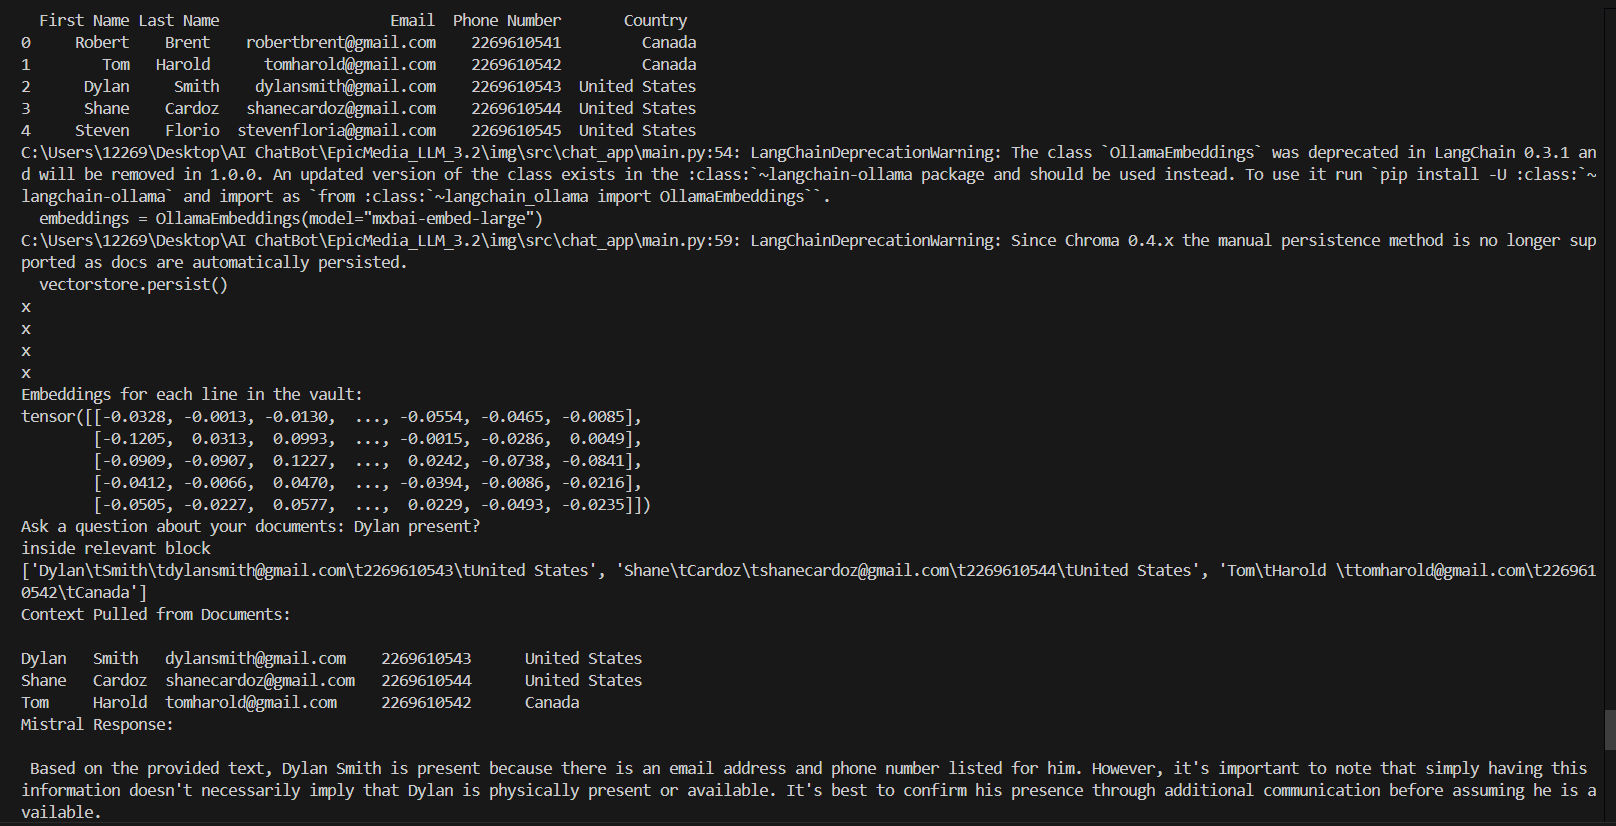 First Name Last Name Email Phone Number Country
0 Robert Brent robertbrent@gmail.com 2269610541 Canada
1 Tom Harold tomharold@gmail.com 2269610542 Canada
2 Dylan Smith dylansmith@gmail.com 2269610543 United States
3 Shane Cardoz shanecardoz@gmail.com 2269610544 United States
4 Steven Florio stevenfloria@gmail.com 2269610545 United States
C:\Users\12269\Desktop\AI ChatBot\EpicMedia_LLM_3.2\img\src\chat_app\main.py:54: LangChainDeprecationWarning: The class `OllamaEmbeddings` was deprecated in LangChain 0.3.1 an
d will be removed in 1.0.0. An updated version of the class exists in the :class:`~langchain-ollama package and should be used instead. To use it run `pip install -U :class:`~
langchain-ollama` and import as `from :class:`~langchain_ollama import OllamaEmbeddings``.
embeddings = OllamaEmbeddings(model="mxbai-embed-large")
C:\Users\12269\Desktop\AI ChatBot\EpicMedia_LLM_3.2\img\src\chat_app\main.py:59: LangChainDeprecationWarning: Since Chroma 0.4.x the manual persistence method is no longer sup
ported as docs are automatically persisted.
vectorstore.persist()
x
x
x
x
Embeddings for each line in the vault:
tensor([[-0.0328, -0.0013, -0.0130, ..., -0.0554, -0.0465, -0.0085],
[-0.1205, 0.0313, 0.0993, ..., -0.0015, -0.0286, 0.0049],
[-0.0909, -0.0907, 0.1227, ..., 0.0242, -0.0738, -0.0841],
[-0.0412, -0.0066, 0.0470, ..., -0.0394, -0.0086, -0.0216],
[-0.0505, -0.0227, 0.0577, ..., 0.0229, -0.0493, -0.0235]])
Ask a question about your documents: Dylan present?
inside relevant block
['Dylan\tSmith\tdylansmith@gmail.com\t2269610543\tUnited States', 'Shane\tCardoz\tshanecardoz@gmail.com\t2269610544\tUnited States', 'Tom\tHarold \ttomharold@gmail.com\t226961
0542\tCanada']
Context Pulled from Documents:
Dylan Smith dylansmith@gmail.com 2269610543 United States
Shane Cardoz shanecardoz@gmail.com 2269610544 United States
Tom Harold tomharold@gmail.com 2269610542 Canada
Mistral Response:
Based on the provided text, Dylan Smith is present because there is an email address and phone number listed for him. However, it's important to note that simply having this
information doesn't necessarily imply that Dylan is physically present or available. It's best to confirm his presence through additional communication before assuming he is a
vailable.